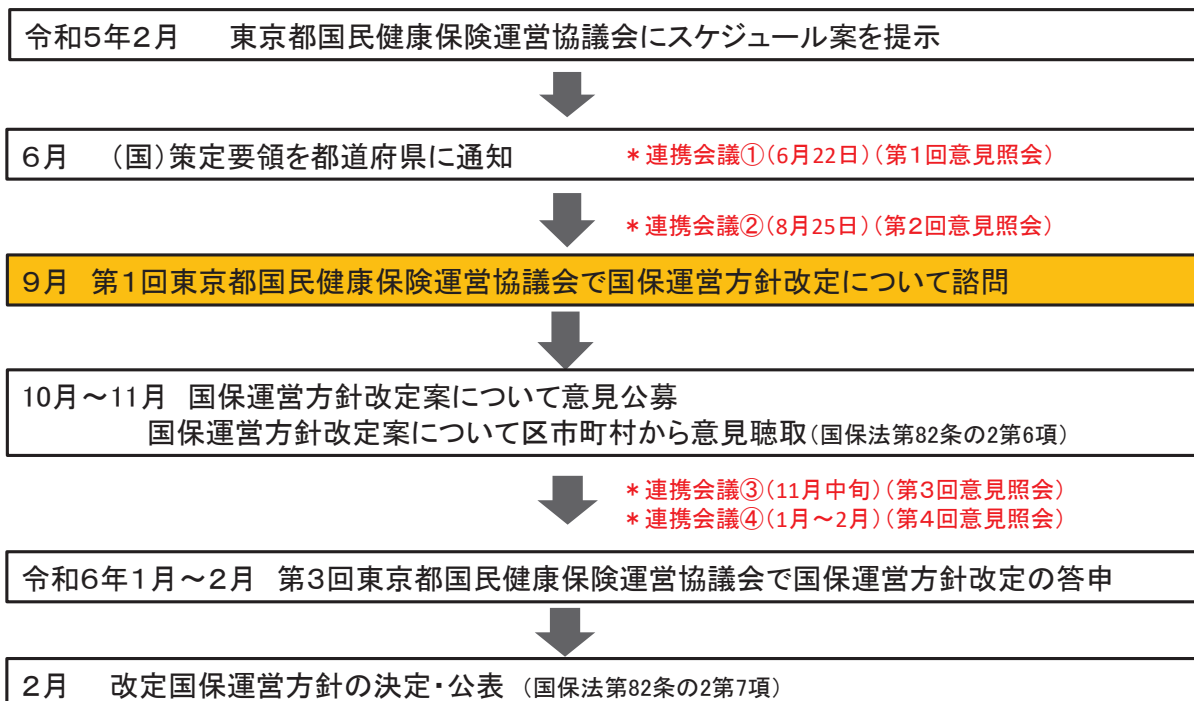 令和5年2月 東京都国民健康保険運営協議会にスケジュール案を提示
6月 (国)策定要領を都道府県に通知 *連携会議①(6月22日)(第1回意見照会)
*連携会議②(8月25日)(第2回意見照会)
9月 第1回東京都国民健康保険運営協議会で国保運営方針改定について諮問
10月~11月 国保運営方針改定案について意見公募
国保運営方針改定案について区市町村から意見聴取(国保法第82条の2第6項)
*連携会議③(11月中旬)(第3回意見照会)
*連携会議④(1月~2月)(第4回意見照会)
令和6年1月~2月 第3回東京都国民健康保険運営協議会で国保運営方針改定の答申
2月 改定国保運営方針の決定・公表 (国保法第82条の2第7項)